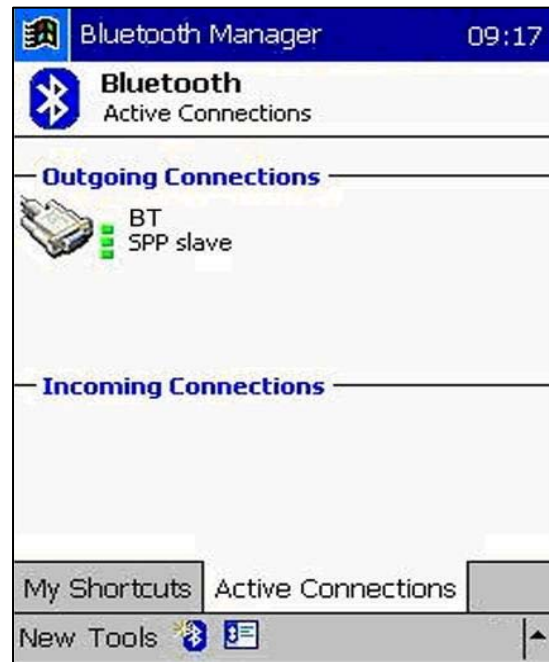 Bluetooth Manager 09:17
Bluetooth
Active Connections
Outgoing Connections
BT
SPP slave
Incoming Connections
My Shortcuts Active Connections
New Tools